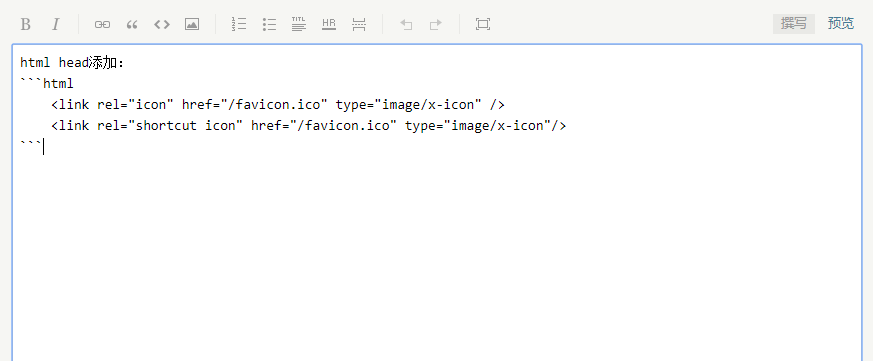 B I TITL HR 撰写 预览
html head添加:
```html
    <link rel="icon" href="/favicon.ico" type="image/x-icon" />
    <link rel="shortcut icon" href="/favicon.ico" type="image/x-icon"/>
```